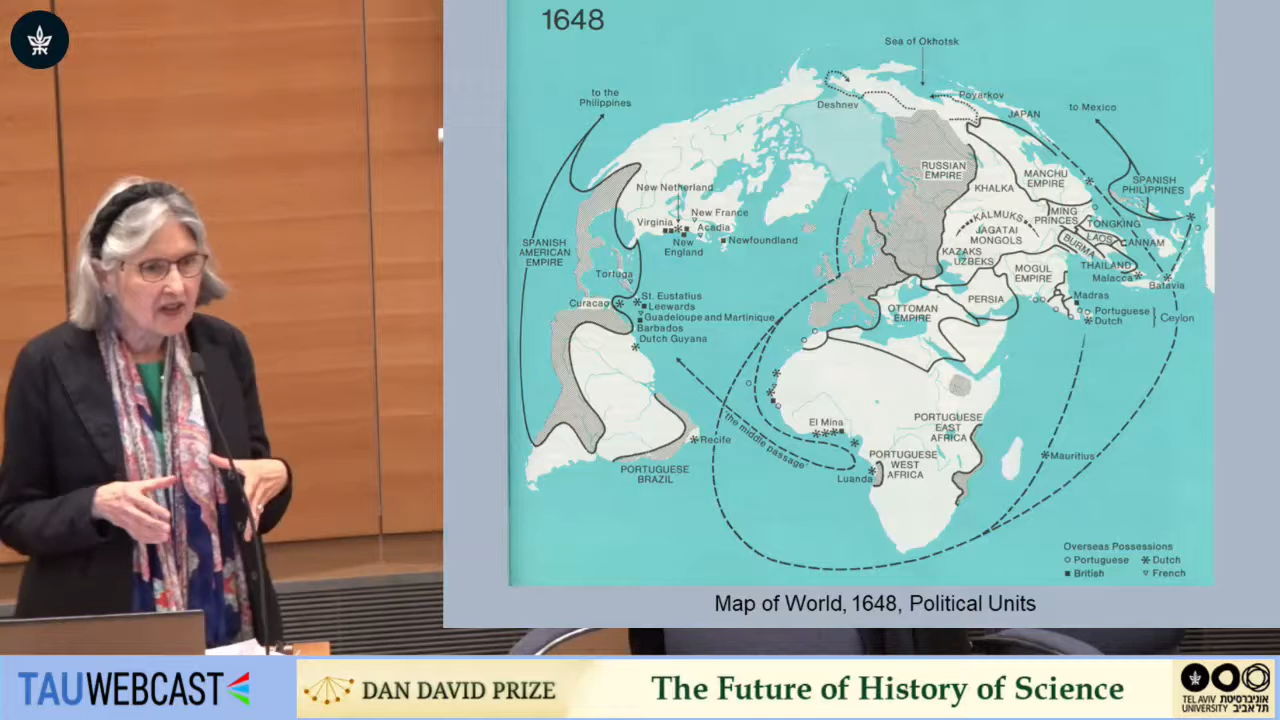 1648
Sea of Okhotsk
to the
Philippines
Deshnev
Poyarkov
to Mexico
JAPAN
RUSSIAN
EMPIRE
MANCHU
EMPIRE
SPANISH
PHILIPPINES
KHALKA
New Netherland
New France
Virginia
Acadia
New
England
Newfoundland
KALMUKS
MING
PRINCES
TONGKING
JAGATAI
MONGOLS
LAOS
CANNAM
BURMA
SPANISH
AMERICAN
EMPIRE
KAZAKS
UZBEKS
THAILAND
MOGUL
EMPIRE
Malacca
Batavia
Tortuga
PERSIA
Madras
Curacao
St. Eustatius
Leewards
Guadeloupe and Martinique
Barbados
Dutch Guyana
OTTOMAN
EMPIRE
Portuguese
Dutch
Ceylon
'the middle passage'
El Mina
PORTUGUESE
EAST
AFRICA
Recife
PORTUGUESE
BRAZIL
PORTUGUESE
WEST
AFRICA
Luanda
Mauritius
Overseas Possessions
Portuguese
Dutch
British
French
Map of World, 1648, Political Units
TAUWEBCAST
DAN DAVID PRIZE
The Future of History of Science
TEL AVIV אוניברסיטת
UNIVERSITY תל אביב